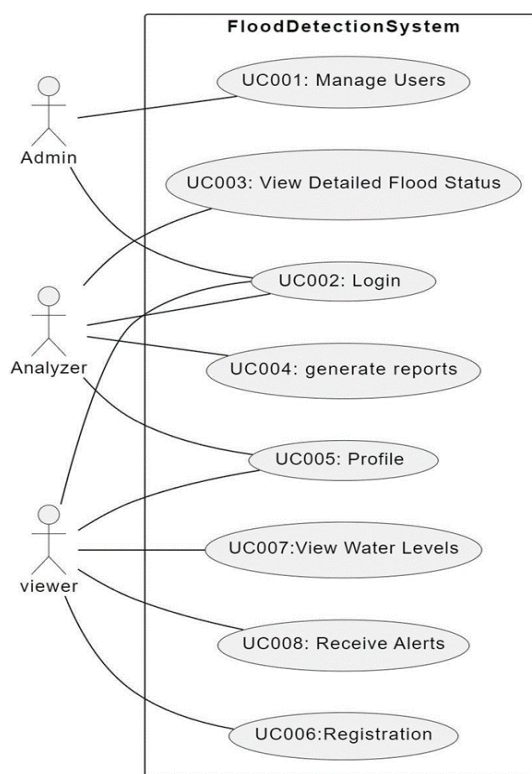 FloodDetectionSystem
UC001: Manage Users
Admin
UC003: View Detailed Flood Status
UC002: Login
Analyzer
UC004: generate reports
UC005: Profile
viewer
UC007:View Water Levels
UC008: Receive Alerts
UC006:Registration